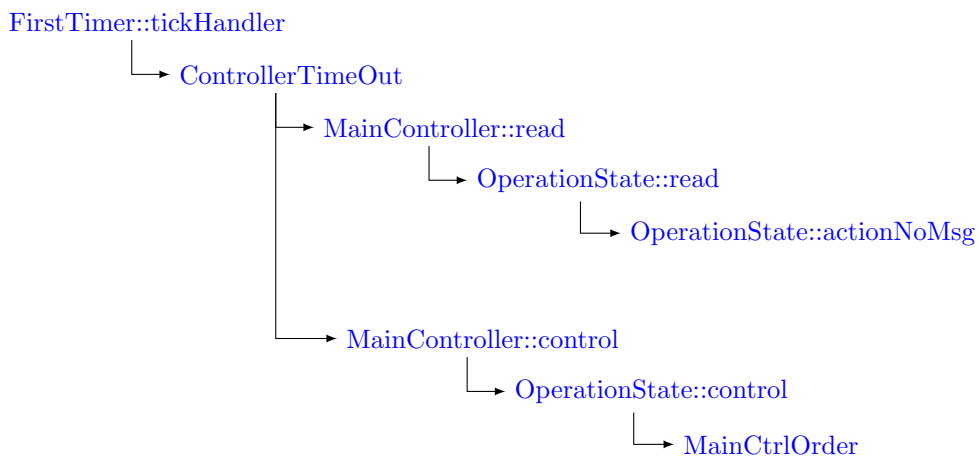 FirstTimer::tickHandler
ControllerTimeOut
MainController::read
OperationState::read
OperationState::actionNoMsg
MainController::control
OperationState::control
MainCtrlOrder